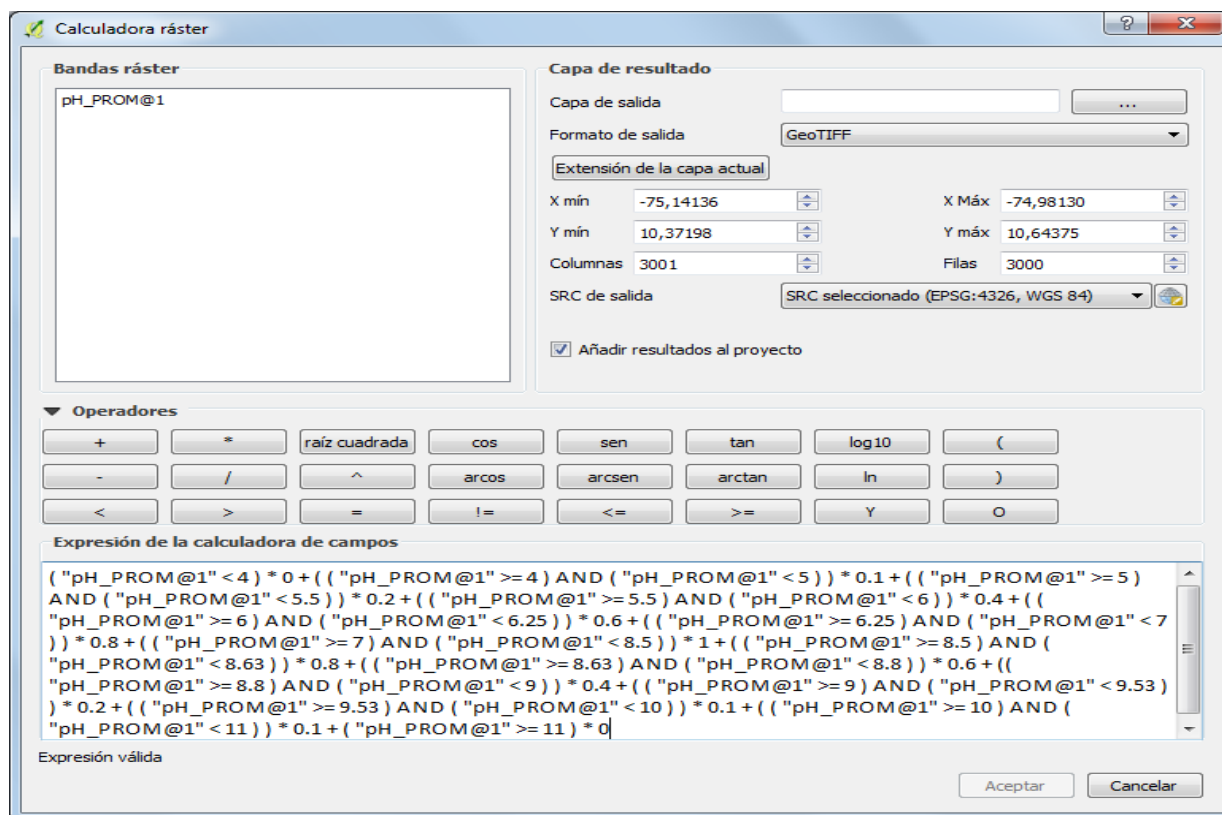 Calculadora ráster
Bandas ráster
pH_PROM@1
Capa de resultado
Capa de salida
...
Formato de salida GeoTIFF
Extensión de la capa actual
X mín -75,14136 X Máx -74,98130
Y mín 10,37198 Y máx 10,64375
Columnas 3001 Filas 3000
SRC de salida SRC seleccionado (EPSG:4326, WGS 84)
Añadir resultados al proyecto
Operadores
+ * raíz cuadrada cos sen tan log10 (
- / ^ arcos arcsen arctan ln )
< > = != <= >= Y O
Expresión de la calculadora de campos
( "pH_PROM@1" < 4 ) * 0 + ( ( "pH_PROM@1" >= 4 ) AND ( "pH_PROM@1" < 5 ) ) * 0.1 + ( ( "pH_PROM@1" >= 5 )
AND ( "pH_PROM@1" < 5.5 ) ) * 0.2 + ( ( "pH_PROM@1" >= 5.5 ) AND ( "pH_PROM@1" < 6 ) ) * 0.4 + ( (
"pH_PROM@1" >= 6 ) AND ( "pH_PROM@1" < 6.25 ) ) * 0.6 + ( ( "pH_PROM@1" >= 6.25 ) AND ( "pH_PROM@1" < 7
) ) * 0.8 + ( ( "pH_PROM@1" >= 7 ) AND ( "pH_PROM@1" < 8.5 ) ) * 1 + ( ( "pH_PROM@1" >= 8.5 ) AND (
"pH_PROM@1" < 8.63 ) ) * 0.8 + ( ( "pH_PROM@1" >= 8.63 ) AND ( "pH_PROM@1" < 8.8 ) ) * 0.6 + ( (
"pH_PROM@1" >= 8.8 ) AND ( "pH_PROM@1" < 9 ) ) * 0.4 + ( ( "pH_PROM@1" >= 9 ) AND ( "pH_PROM@1" < 9.53 )
) * 0.2 + ( ( "pH_PROM@1" >= 9.53 ) AND ( "pH_PROM@1" < 10 ) ) * 0.1 + ( ( "pH_PROM@1" >= 10 ) AND (
"pH_PROM@1" < 11 ) ) * 0.1 + ( "pH_PROM@1" >= 11 ) * 0
Expresión válida
Aceptar Cancelar